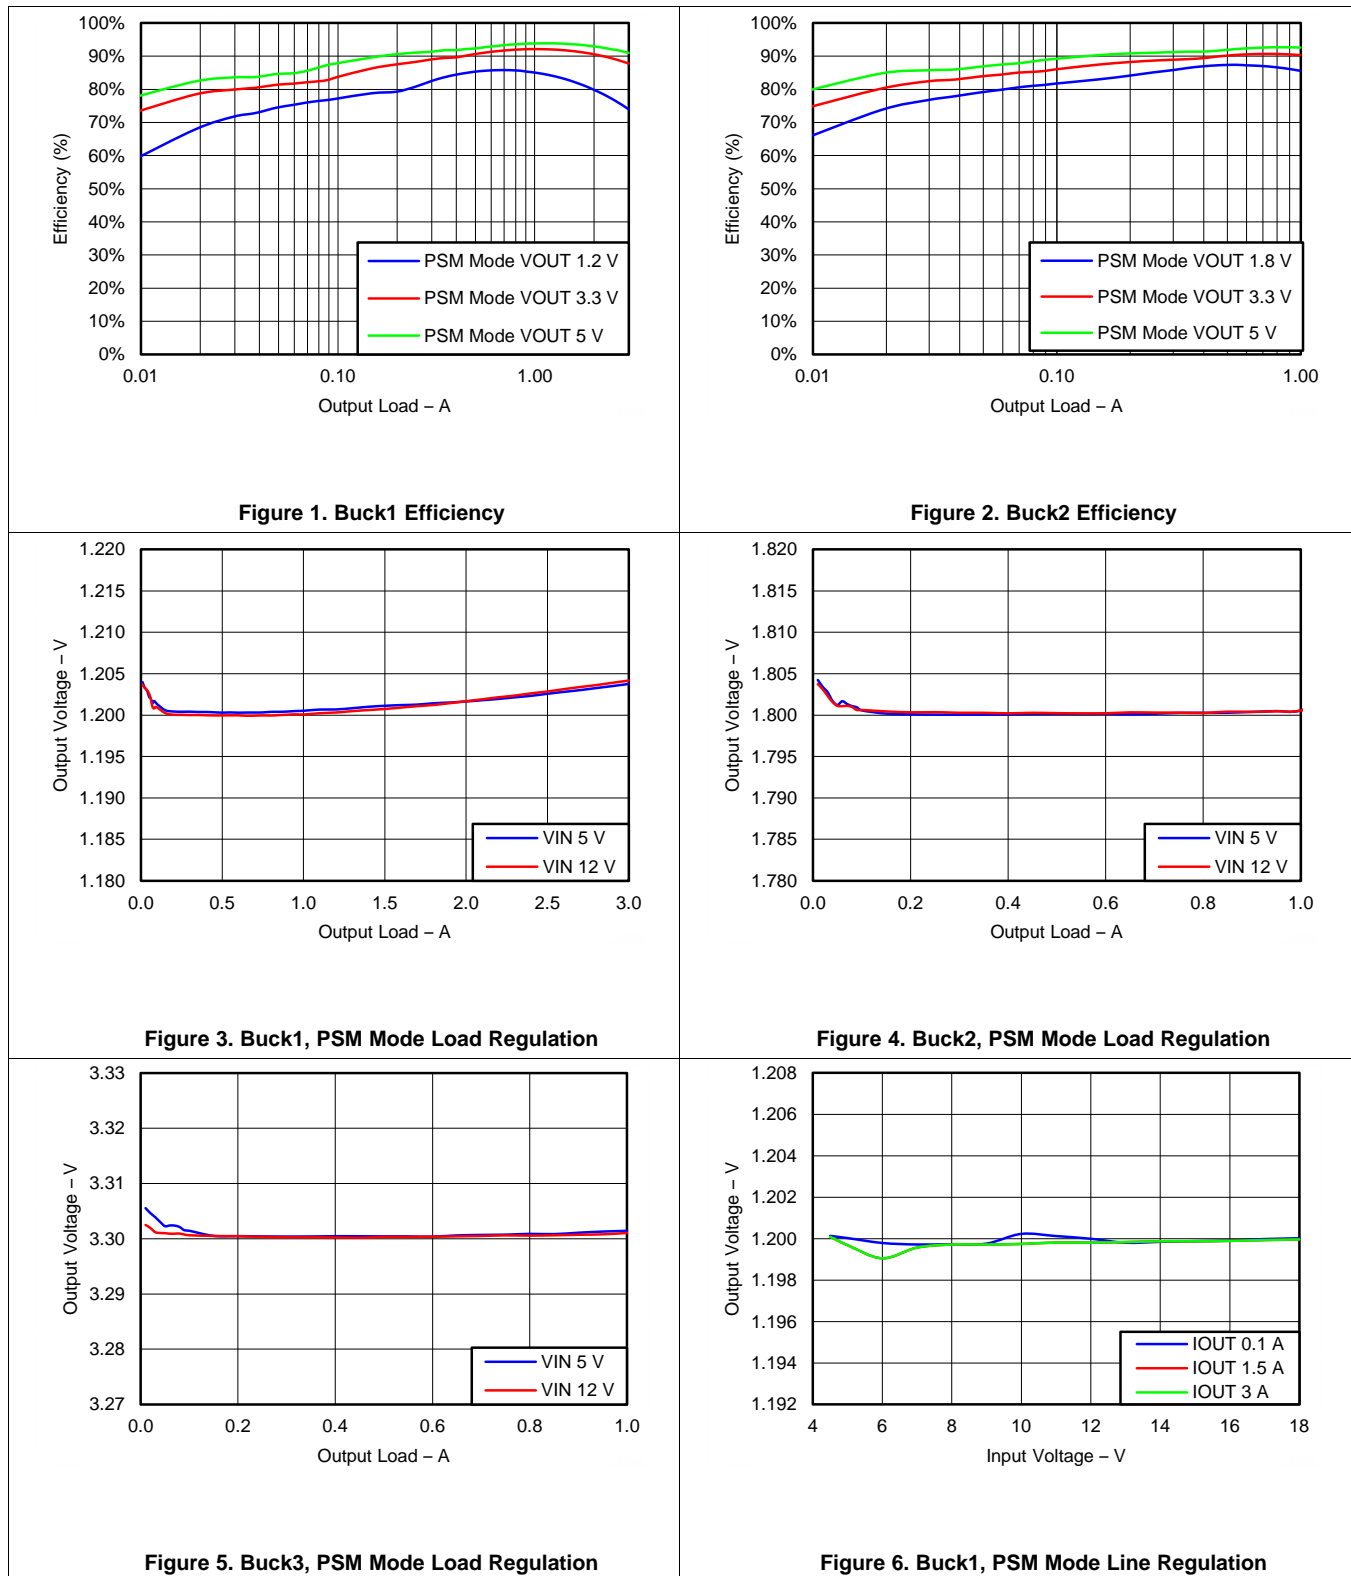 100%
90%
80%
70%
60%
50%
40%
30%
20%
10%
0%
Efficiency (%)
PSM Mode VOUT 1.2 V
PSM Mode VOUT 3.3 V
PSM Mode VOUT 5 V
0.01 0.10 1.00
Output Load – A
Figure 1. Buck1 Efficiency
100%
90%
80%
70%
60%
50%
40%
30%
20%
10%
0%
Efficiency (%)
PSM Mode VOUT 1.8 V
PSM Mode VOUT 3.3 V
PSM Mode VOUT 5 V
0.01 0.10 1.00
Output Load – A
Figure 2. Buck2 Efficiency
1.220
1.215
1.210
1.205
1.200
1.195
1.190
1.185
1.180
Output Voltage – V
VIN 5 V
VIN 12 V
0.0 0.5 1.0 1.5 2.0 2.5 3.0
Output Load – A
Figure 3. Buck1, PSM Mode Load Regulation
1.820
1.815
1.810
1.805
1.800
1.795
1.790
1.785
1.780
Output Voltage – V
VIN 5 V
VIN 12 V
0.0 0.2 0.4 0.6 0.8 1.0
Output Load – A
Figure 4. Buck2, PSM Mode Load Regulation
3.33
3.32
3.31
3.30
3.29
3.28
3.27
Output Voltage – V
VIN 5 V
VIN 12 V
0.0 0.2 0.4 0.6 0.8 1.0
Output Load – A
Figure 5. Buck3, PSM Mode Load Regulation
1.208
1.206
1.204
1.202
1.200
1.198
1.196
1.194
1.192
Output Voltage – V
IOUT 0.1 A
IOUT 1.5 A
IOUT 3 A
4 6 8 10 12 14 16 18
Input Voltage – V
Figure 6. Buck1, PSM Mode Line Regulation